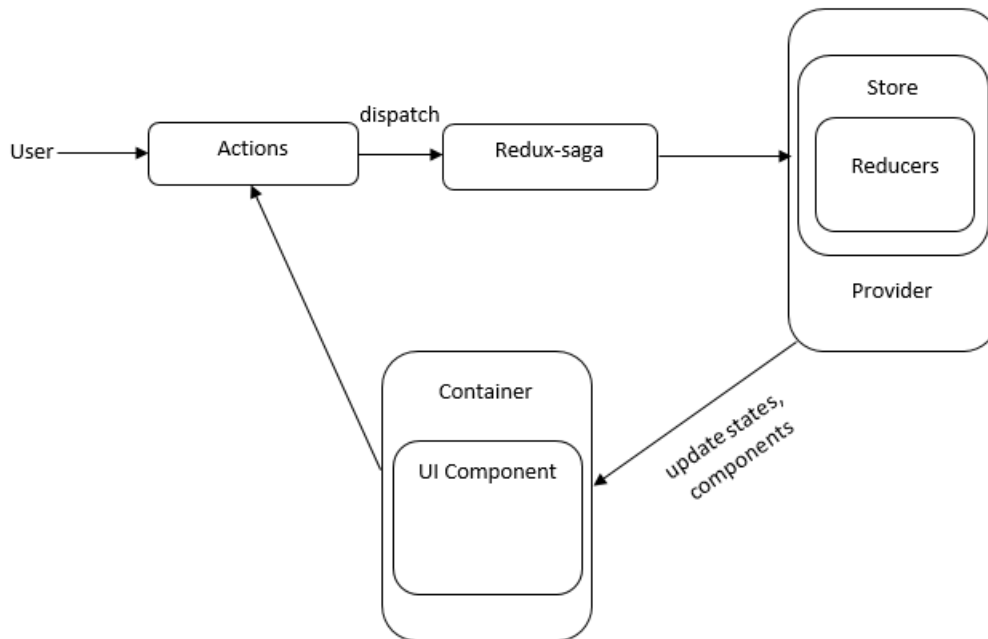 Store
dispatch
User
Actions
Redux-saga
Reducers
Provider
Container
update states,
components
UI Component